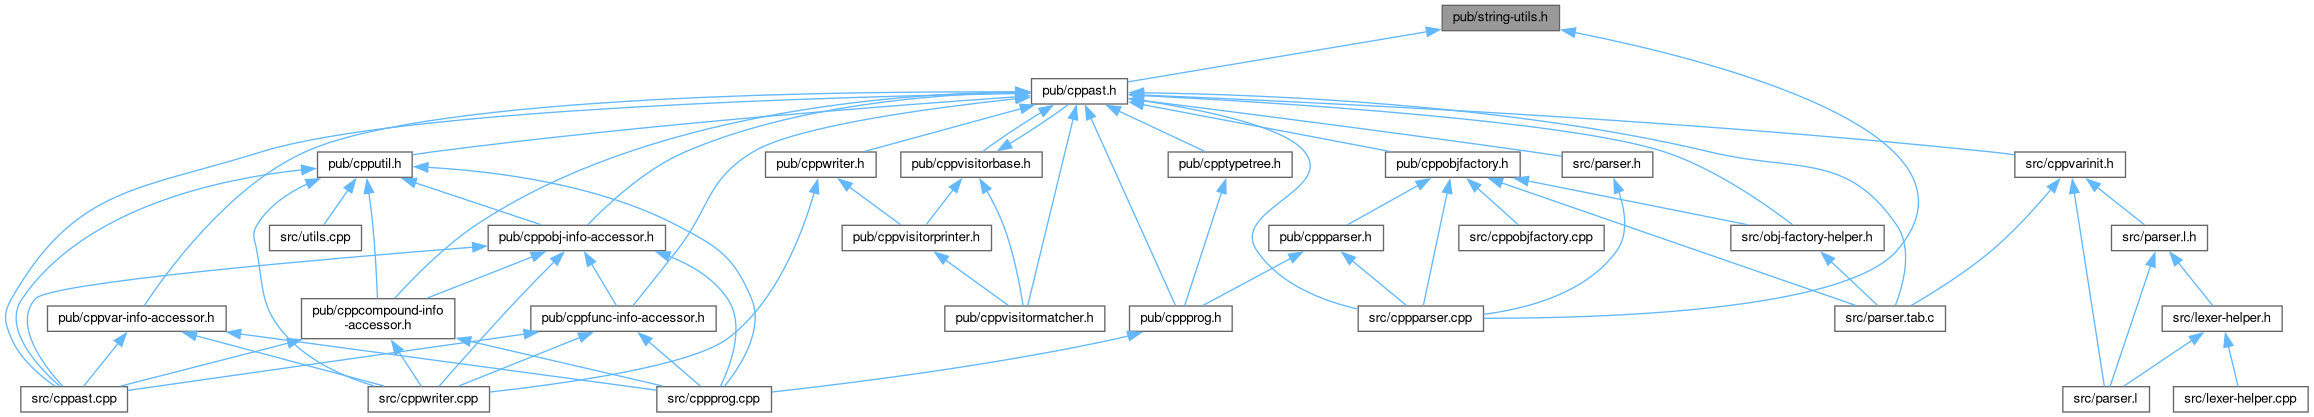 pub/string-utils.h
pub/cppast.h
pub/cpputil.h
pub/cppwriter.h
pub/cppvisitorbase.h
pub/cpptypetree.h
pub/cppobjfactory.h
src/parser.h
src/cppvarinit.h
src/utils.cpp
pub/cppobj-info-accessor.h
pub/cppvisitorprinter.h
pub/cppparser.h
src/cppobjfactory.cpp
src/obj-factory-helper.h
src/parser.l.h
pub/cppvar-info-accessor.h
pub/cppcompound-info
-accessor.h
pub/cppfunc-info-accessor.h
pub/cppvisitormatcher.h
pub/cppprog.h
src/cppparser.cpp
src/parser.tab.c
src/lexer-helper.h
src/cppast.cpp
src/cppwriter.cpp
src/cppprog.cpp
src/parser.l
src/lexer-helper.cpp